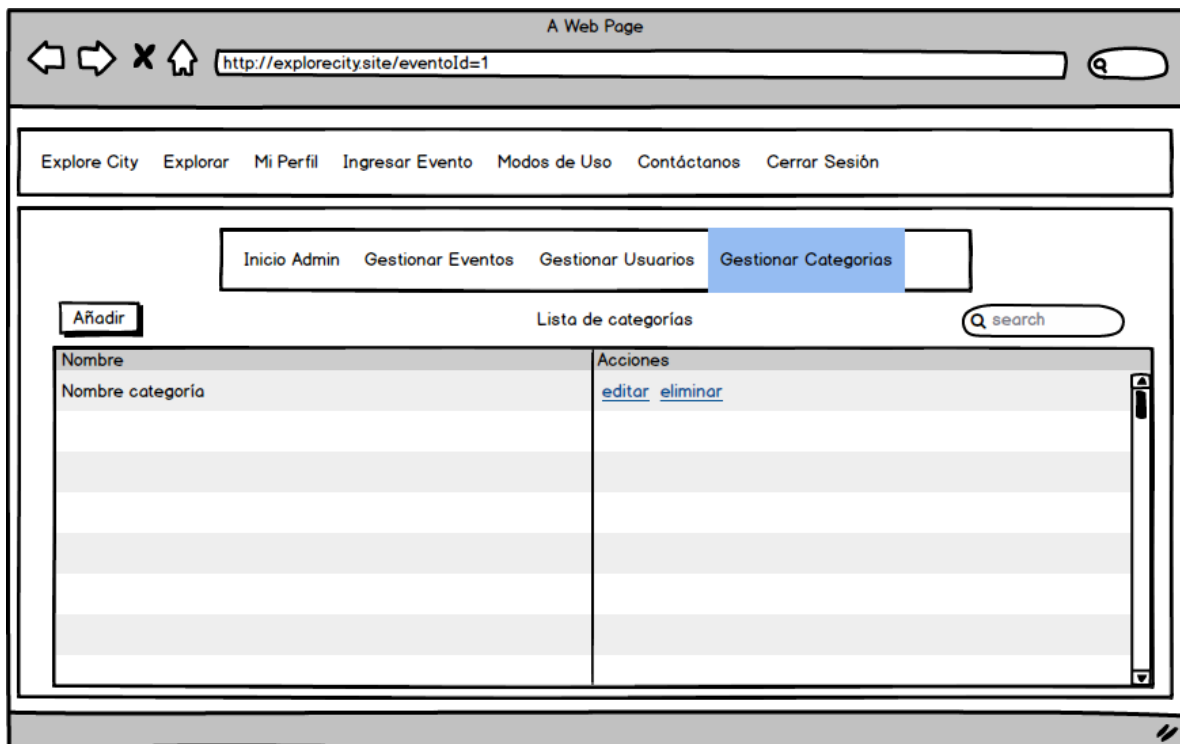 A Web Page
http://explorecity.site/eventoId=1
Explore City Explorar Mi Perfil Ingresar Evento Modos de Uso Contáctanos Cerrar Sesión
Inicio Admin Gestionar Eventos Gestionar Usuarios Gestionar Categorias
Añadir Lista de categorías search
Nombre Acciones
Nombre categoría editar eliminar